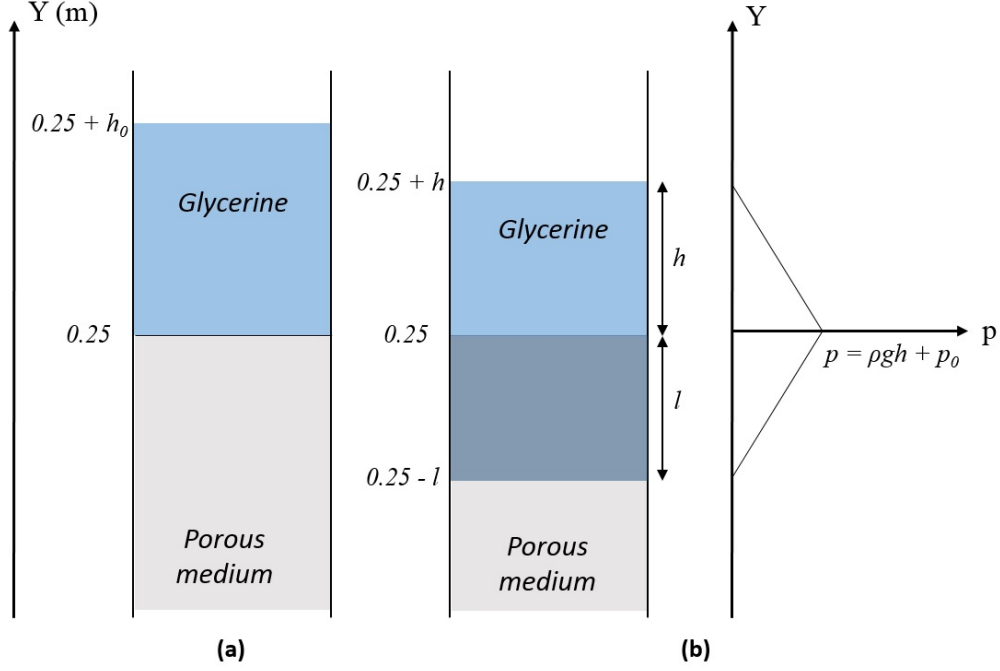 Y (m)
0.25 + h₀
Glycerine
0.25
Porous
medium
(a)
0.25 + h
Glycerine
h
0.25
l
0.25 - l
Porous
medium
(b)
Y
p
p = ρgh + p₀